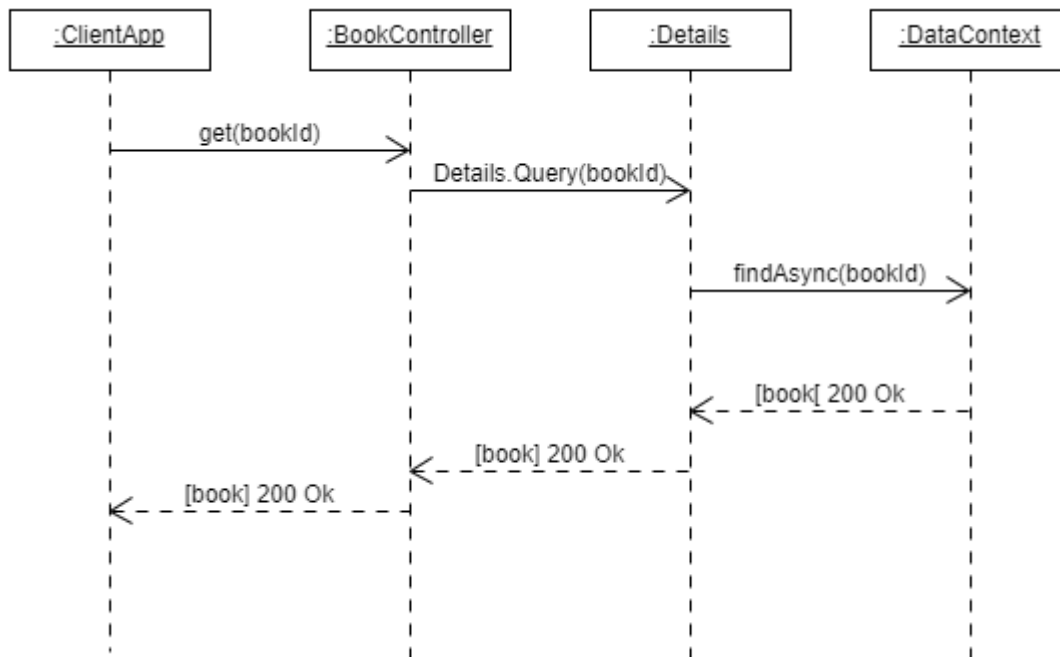 :ClientApp
:BookController
:Details
:DataContext
get(bookId)
Details.Query(bookId)
findAsync(bookId)
[book[ 200 Ok
[book] 200 Ok
[book] 200 Ok